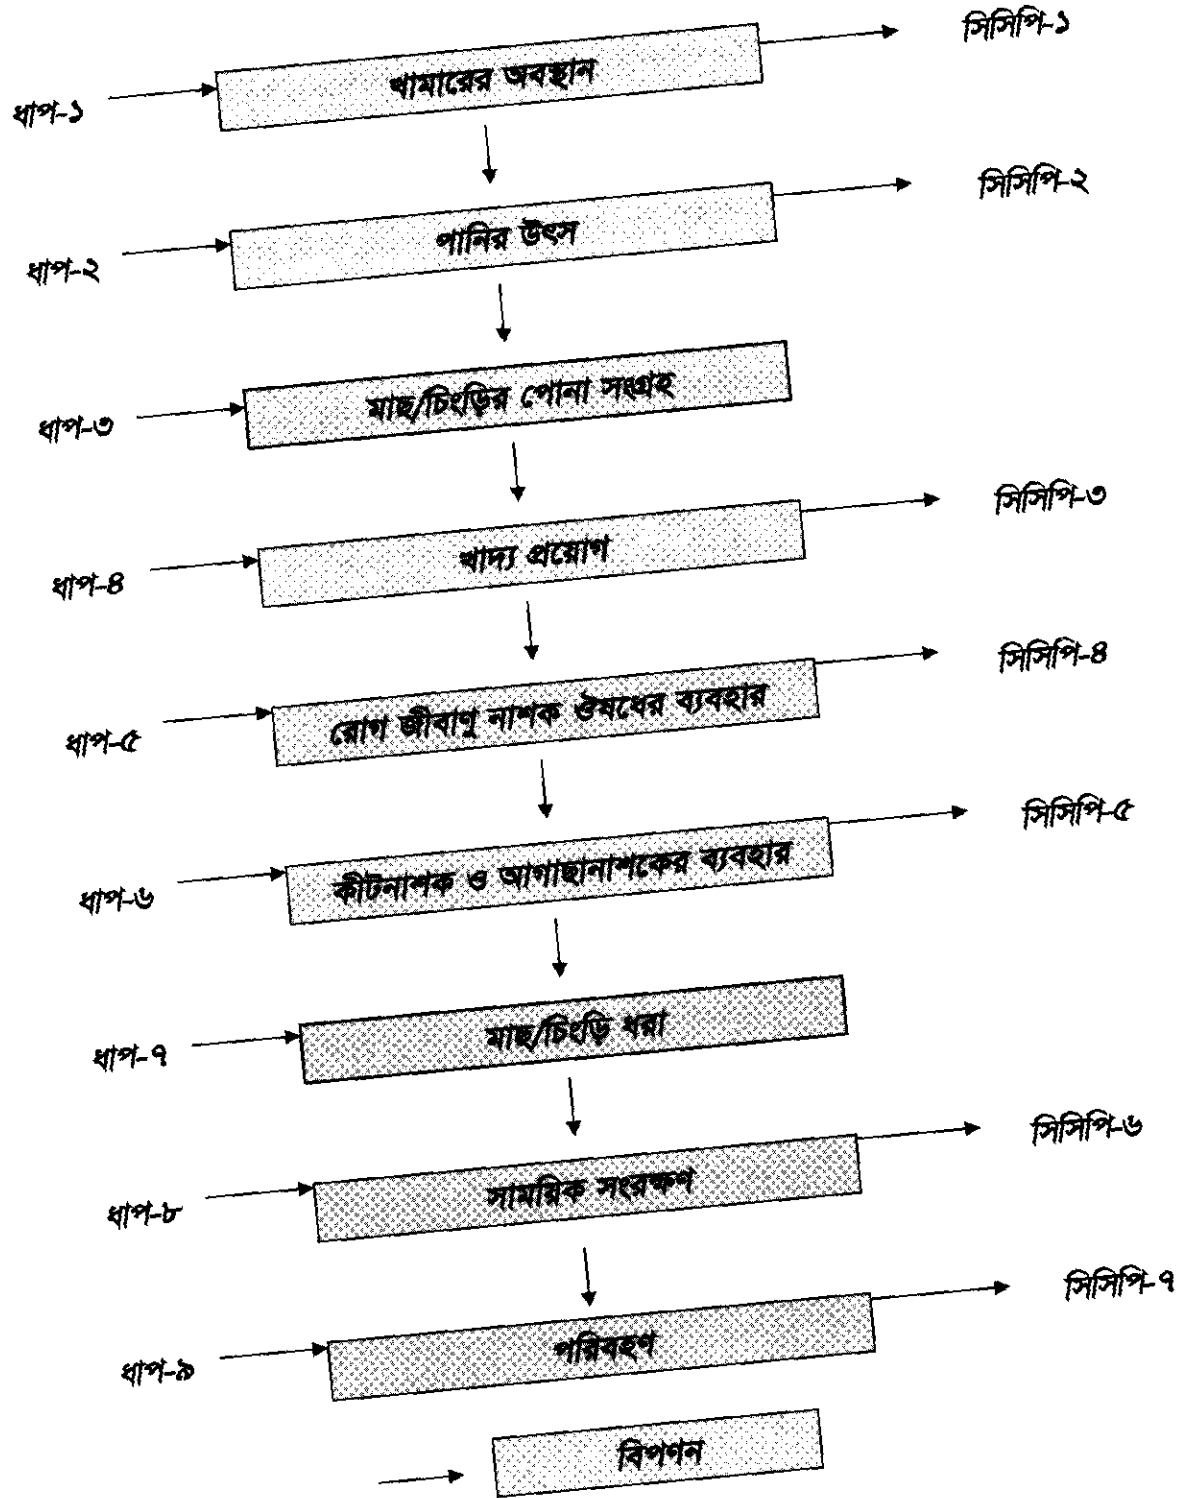 সিসিপি-১
খামারের অবস্থান
ধাপ-১
সিসিপি-২
পানির উৎস
ধাপ-২
মাছ/চিংড়ির পোনা সংগ্রহ
ধাপ-৩
সিসিপি-৩
খাদ্য প্রয়োগ
ধাপ-৪
সিসিপি-৪
রোগ জীবাণু নাশক ঔষধের ব্যবহার
ধাপ-৫
সিসিপি-৫
কীটনাশক ও আগাছানাশকের ব্যবহার
ধাপ-৬
মাছ/চিংড়ি ধরা
ধাপ-৭
সিসিপি-৬
সাময়িক সংরক্ষণ
ধাপ-৮
সিসিপি-৭
পরিবহণ
ধাপ-৯
বিপণন